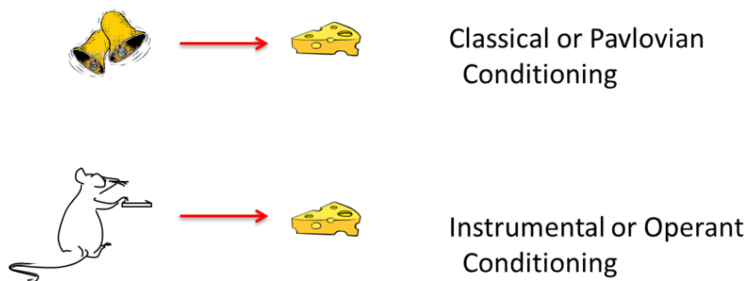 Classical or Pavlovian
Conditioning
Instrumental or Operant
Conditioning